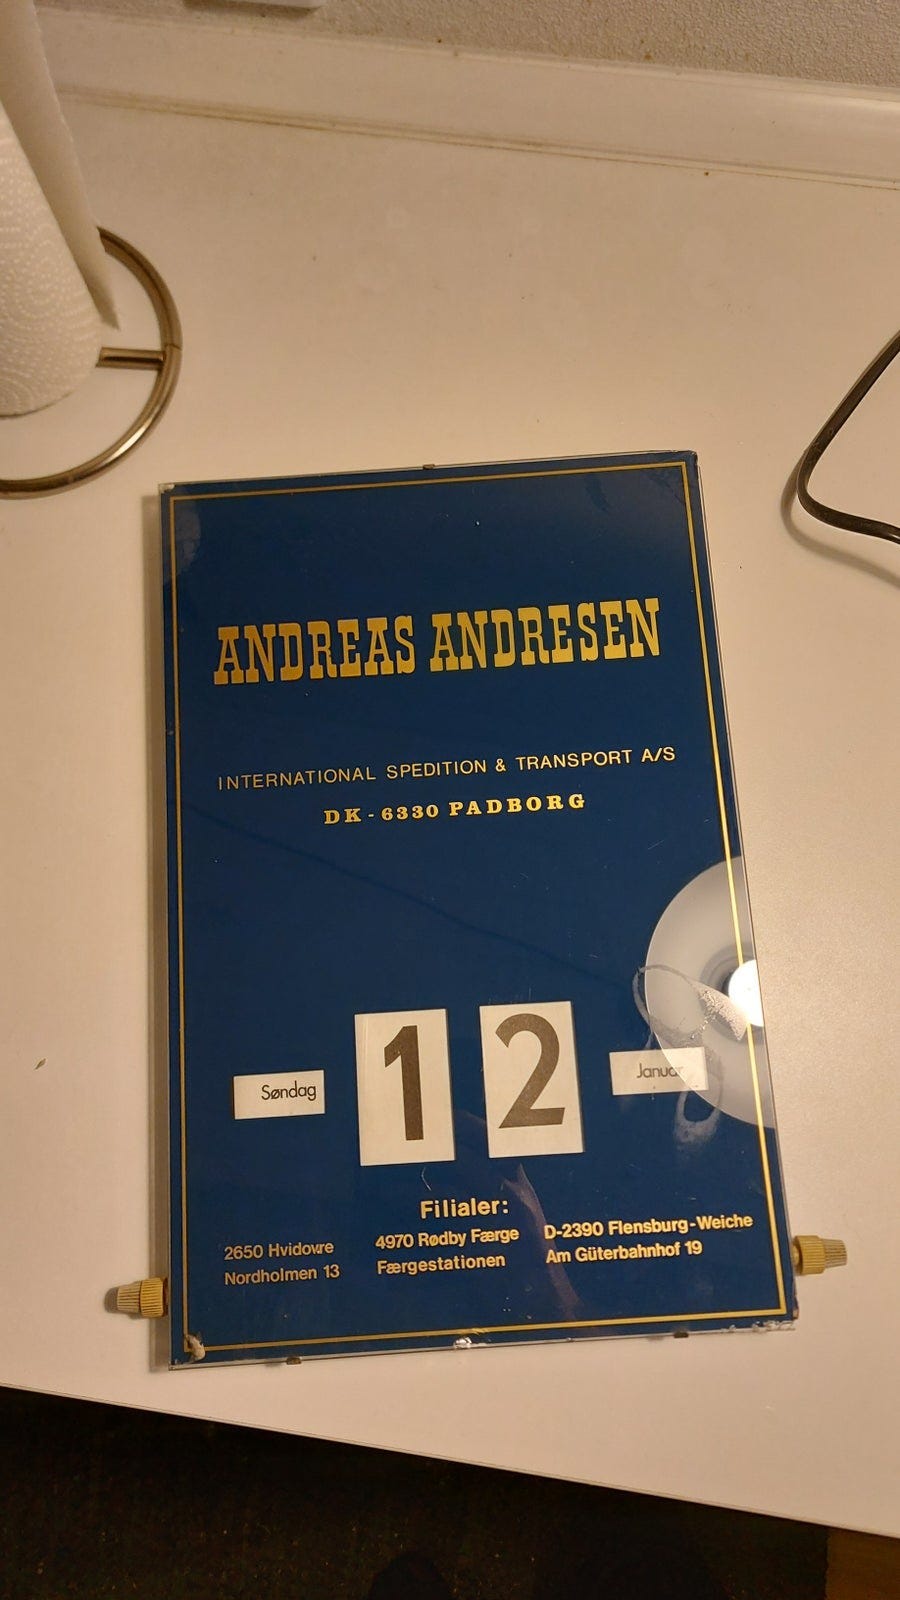 ANDREAS ANDRESEN
INTERNATIONAL SPEDITION & TRANSPORT A/S
DK-6330 PADBORG
Søndag 12 Januar
Filialer:
2650 Hvidovre
Nordholmen 13
4970 Rødby Færge
Færgestationen
D-2390 Flensburg-Weiche
Am Güterbahnhof 19